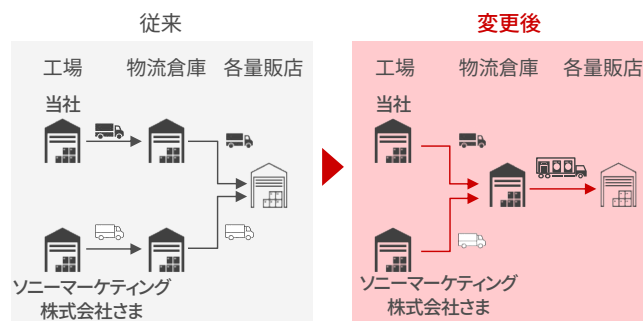 従来
工場 物流倉庫 各量販店
当社
ソニーマーケティング
株式会社さま
変更後
工場 物流倉庫 各量販店
当社
ソニーマーケティング
株式会社さま